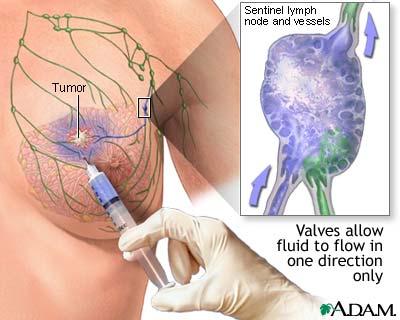 Sentinel lymph
node and vessels
Tumor
Valves allow
fluid to flow in
one direction
only
A.D.A.M.